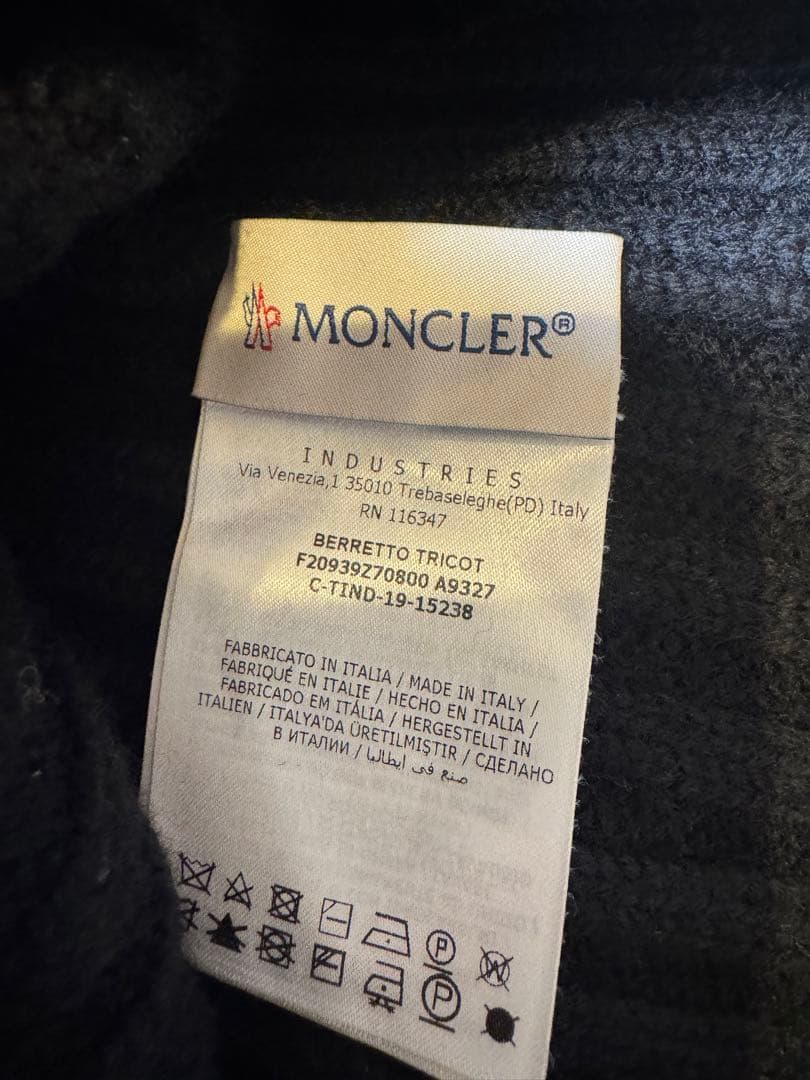 MONCLER®
INDUSTRIES
Via Venezia,1 35010 Trebaseleghe(PD) Italy
RN 116347
BERRETTO TRICOT
F20939Z70800 A9327
C-TIND-19-15238
FABBRICATO IN ITALIA / MADE IN ITALY /
FABRIQUÉ EN ITALIE / HECHO EN ITALIA /
FABRICADO EM ITÁLIA / HERGESTELLT IN
ITALIEN / ITALYA'DA ÜRETILMIŞTIR / СДЕЛАНО
В ИТАЛИИ / صنع في ايطاليا
P W
P